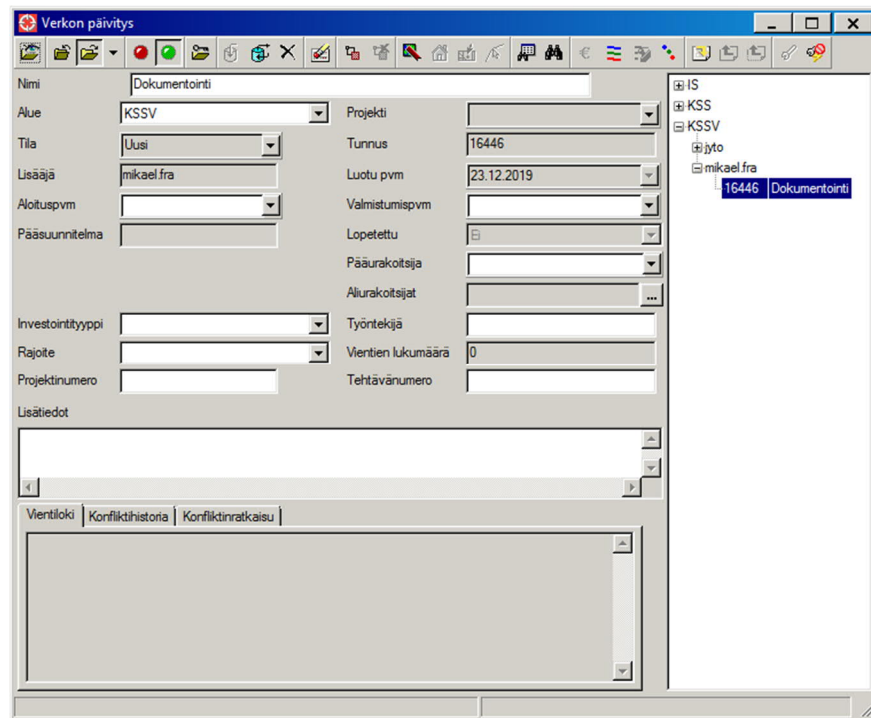 Verkon päivitys
Nimi Dokumentointi
Alue KSSV Projekti
Tila Uusi Tunnus 16446
Lisääjä mikael.fra Luotu pvm 23.12.2019
Aloituspvm Valmistumispvm
Pääsuunnitelma Lopetettu Ei
Pääurakoitsija
Aliurakoitsijat ...
Investointityyppi Työntekijä
Rajoite Vientien lukumäärä 0
Projektinumero Tehtävänumero
Lisätiedot
Vientiloki Konfliktihistoria Konfliktinratkaisu
IS
KSS
KSSV
jyto
mikael.fra
16446 Dokumentointi